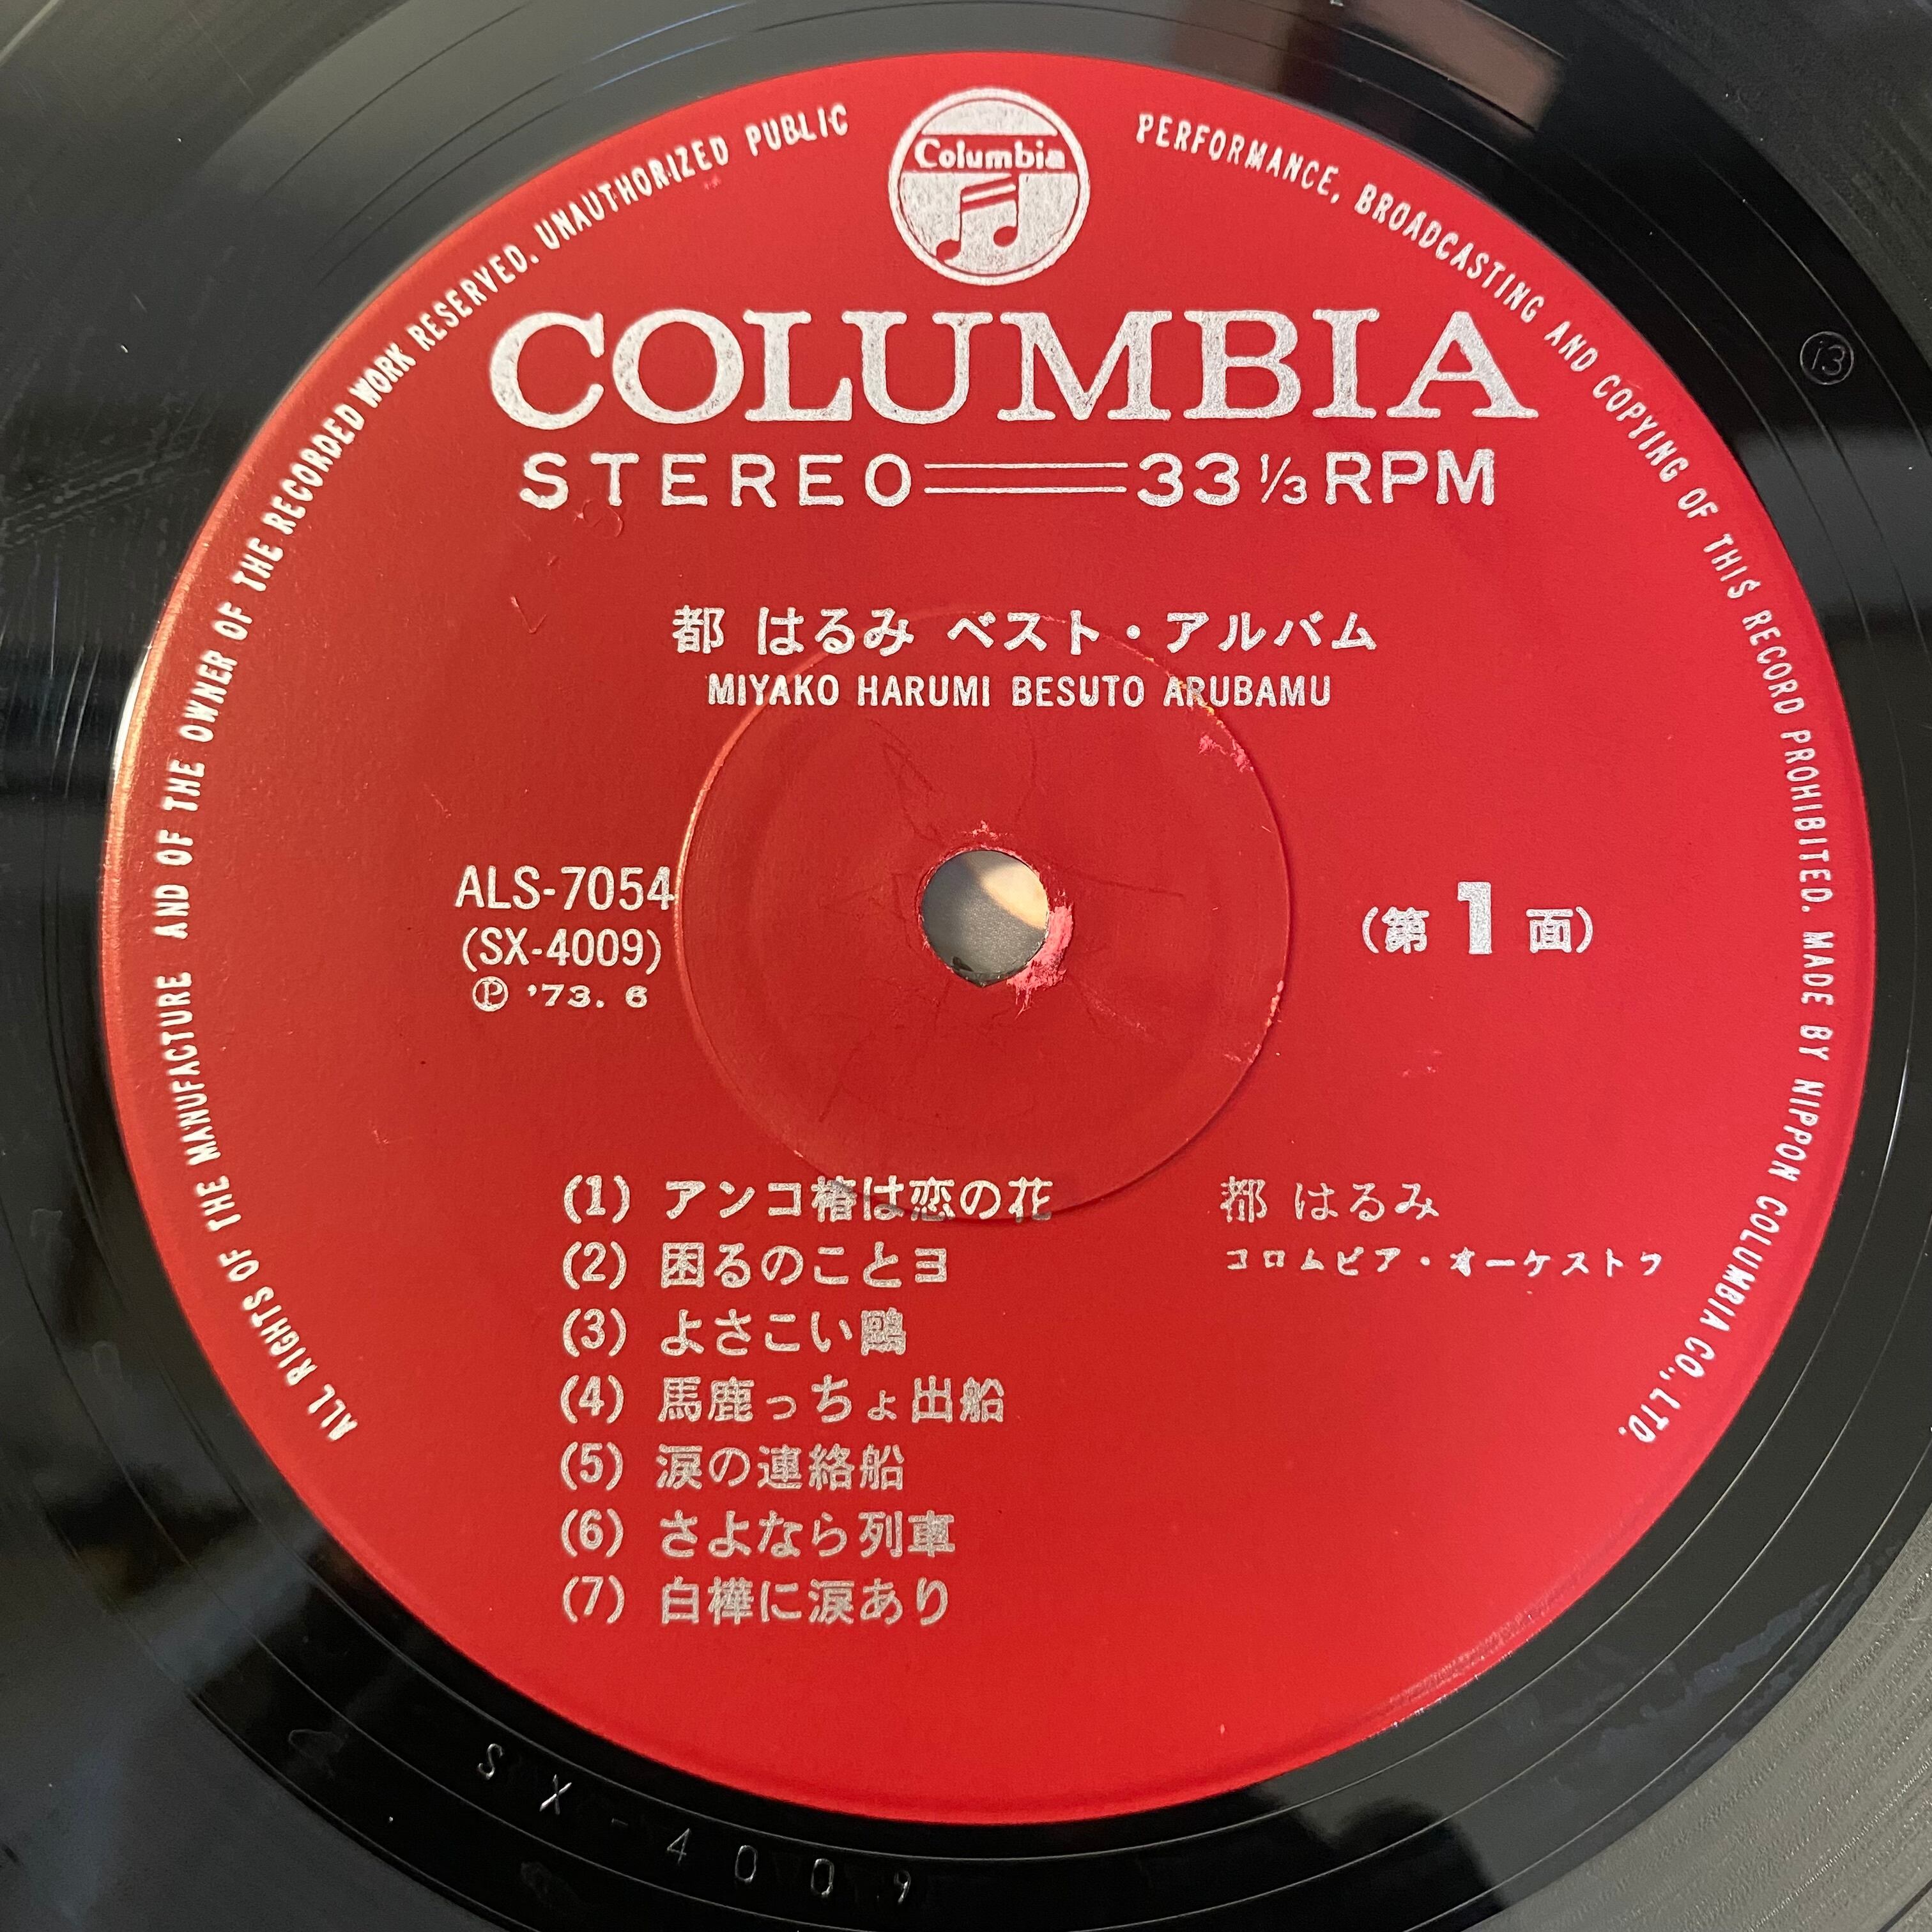 Columbia
ALL RIGHTS OF THE MANUFACTURE AND OF THE OWNER OF THE RECORDED WORK RESERVED. UNAUTHORIZED PUBLIC PERFORMANCE, BROADCASTING AND COPYING OF THIS RECORD PROHIBITED. MADE BY NIPPON COLUMBIA CO., LTD.
COLUMBIA
STEREO 33 1/3 RPM
都 はるみ ベスト・アルバム
MIYAKO HARUMI BESUTO ARUBAMU
ALS-7054
(SX-4009)
Ⓟ '73. 6
(第 1 面)
(1) アンコ椿は恋の花
(2) 困るのことヨ
(3) よさこい鷗
(4) 馬鹿っちょ出船
(5) 涙の連絡船
(6) さよなら列車
(7) 白樺に涙あり
都 はるみ
コロムビア・オーケストラ
13
SX-4009